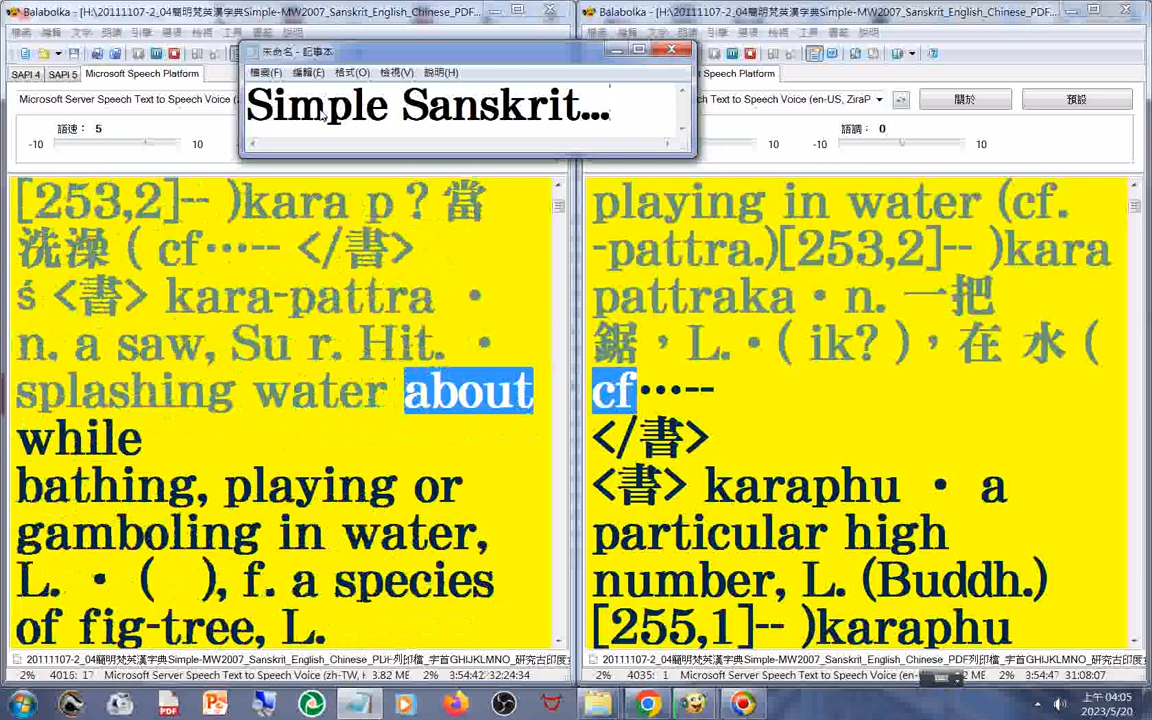 Balabolka - [H:\20111107-2_04簡明梵英漢字典Simple-MW2007_Sanskrit_English_Chinese_PDF...
Balabolka - [H:\20111107-2_04簡明梵英漢字典Simple-MW2007_Sanskrit_English_Chinese_PDF...
未命名 - 記事本
檔案(F) 編輯(E) 格式(O) 檢視(V) 說明(H)
Simple Sanskrit...
SAPI 4 SAPI 5 Microsoft Speech Platform
Speech Platform
Microsoft Server Speech Text to Speech Voice
Microsoft Server Speech Text to Speech Voice (en-US, ZiraP
關於
預設
語速： 5
-10 10
語調： 0
-10 10
[253,2]-- )kara p？當
洗澡（ cf…-- </書>
ś <書> kara-pattra •
n. a saw, Su r. Hit. •
splashing water about
while
bathing, playing or
gamboling in water,
L. • ( ), f. a species
of fig-tree, L.
playing in water (cf.
-pattra.)[253,2]-- )kara
pattraka • n. 一把
鋸，L. •( ik? )，在 水（
cf…--
</書>
<書> karaphu • a
particular high
number, L. (Buddh.)
[255,1]-- )karaphu
20111107-2_04簡明梵英漢字典Simple-MW2007_Sanskrit_English_Chinese_PDF列印檔_字首GHIJKLMNO_研究古印度
20111107-2_04簡明梵英漢字典Simple-MW2007_Sanskrit_English_Chinese_PDF列印檔_字首GHIJKLMNO_研究古印度
2% 4015: 17 Microsoft Server Speech Text to Speech Voice (zh-TW, H 3.82 MB 2% 3:54:42 32:24:34
2% 4035: 1 Microsoft Server Speech Text to Speech Voice (en- 3:54:47 31:08:07
上午 04:05
2023/5/20